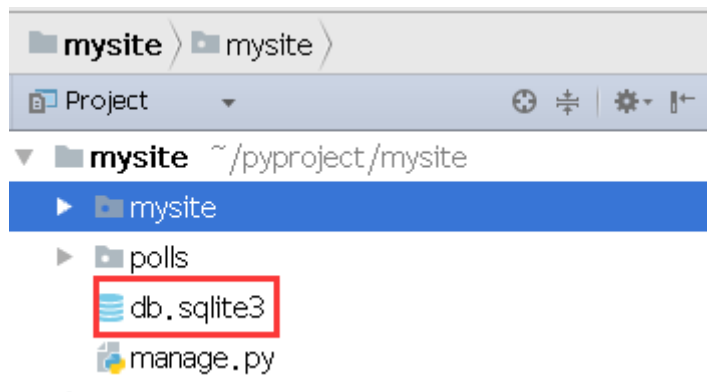 mysite mysite
Project
mysite ~/pyproject/mysite
mysite
polls
db.sqlite3
manage.py